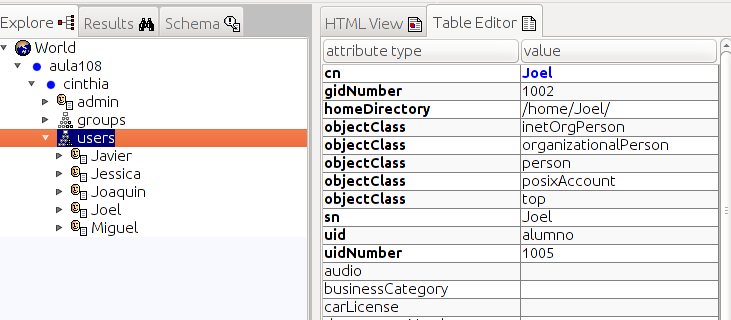 Explore Results Schema
World
aula108
cinthia
admin
groups
users
Javier
Jessica
Joaquin
Joel
Miguel
HTML View Table Editor
attribute type value
cn Joel
gidNumber 1002
homeDirectory /home/Joel/
objectClass inetOrgPerson
objectClass organizationalPerson
objectClass person
objectClass posixAccount
objectClass top
sn Joel
uid alumno
uidNumber 1005
audio
businessCategory
carLicense